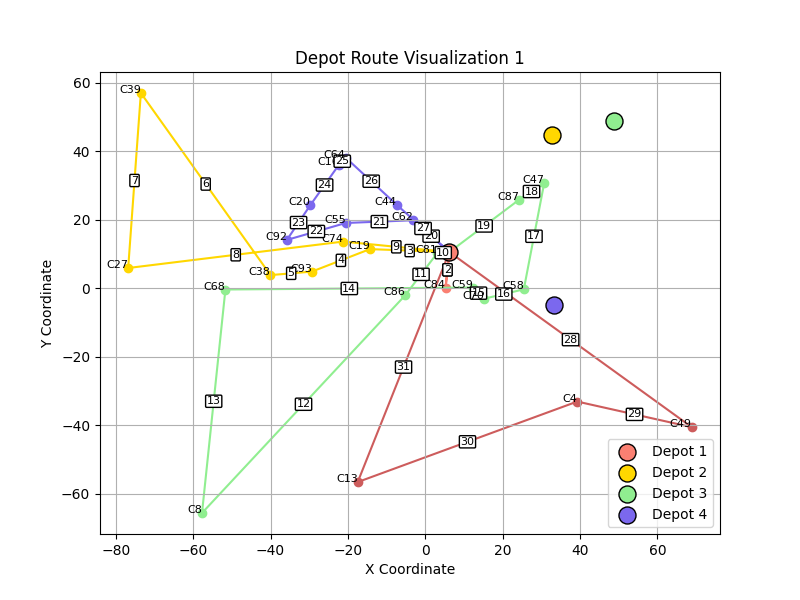 Depot Route Visualization 1
Y Coordinate
60
40
20
0
−20
−40
−60
C39
C64
C47
C87
C20
C44
C62
C55
C92
C74
C19
C81
C27
C38
C93
C68
C86
C84
C59
C58
C4
C49
C13
C8
7
6
25
24
26
18
23
22
21
27
20
19
17
9
3
10
8
4
5
11
2
14
16
28
31
13
12
29
30
Depot 1
Depot 2
Depot 3
Depot 4
−80
−60
−40
−20
0
20
40
60
X Coordinate